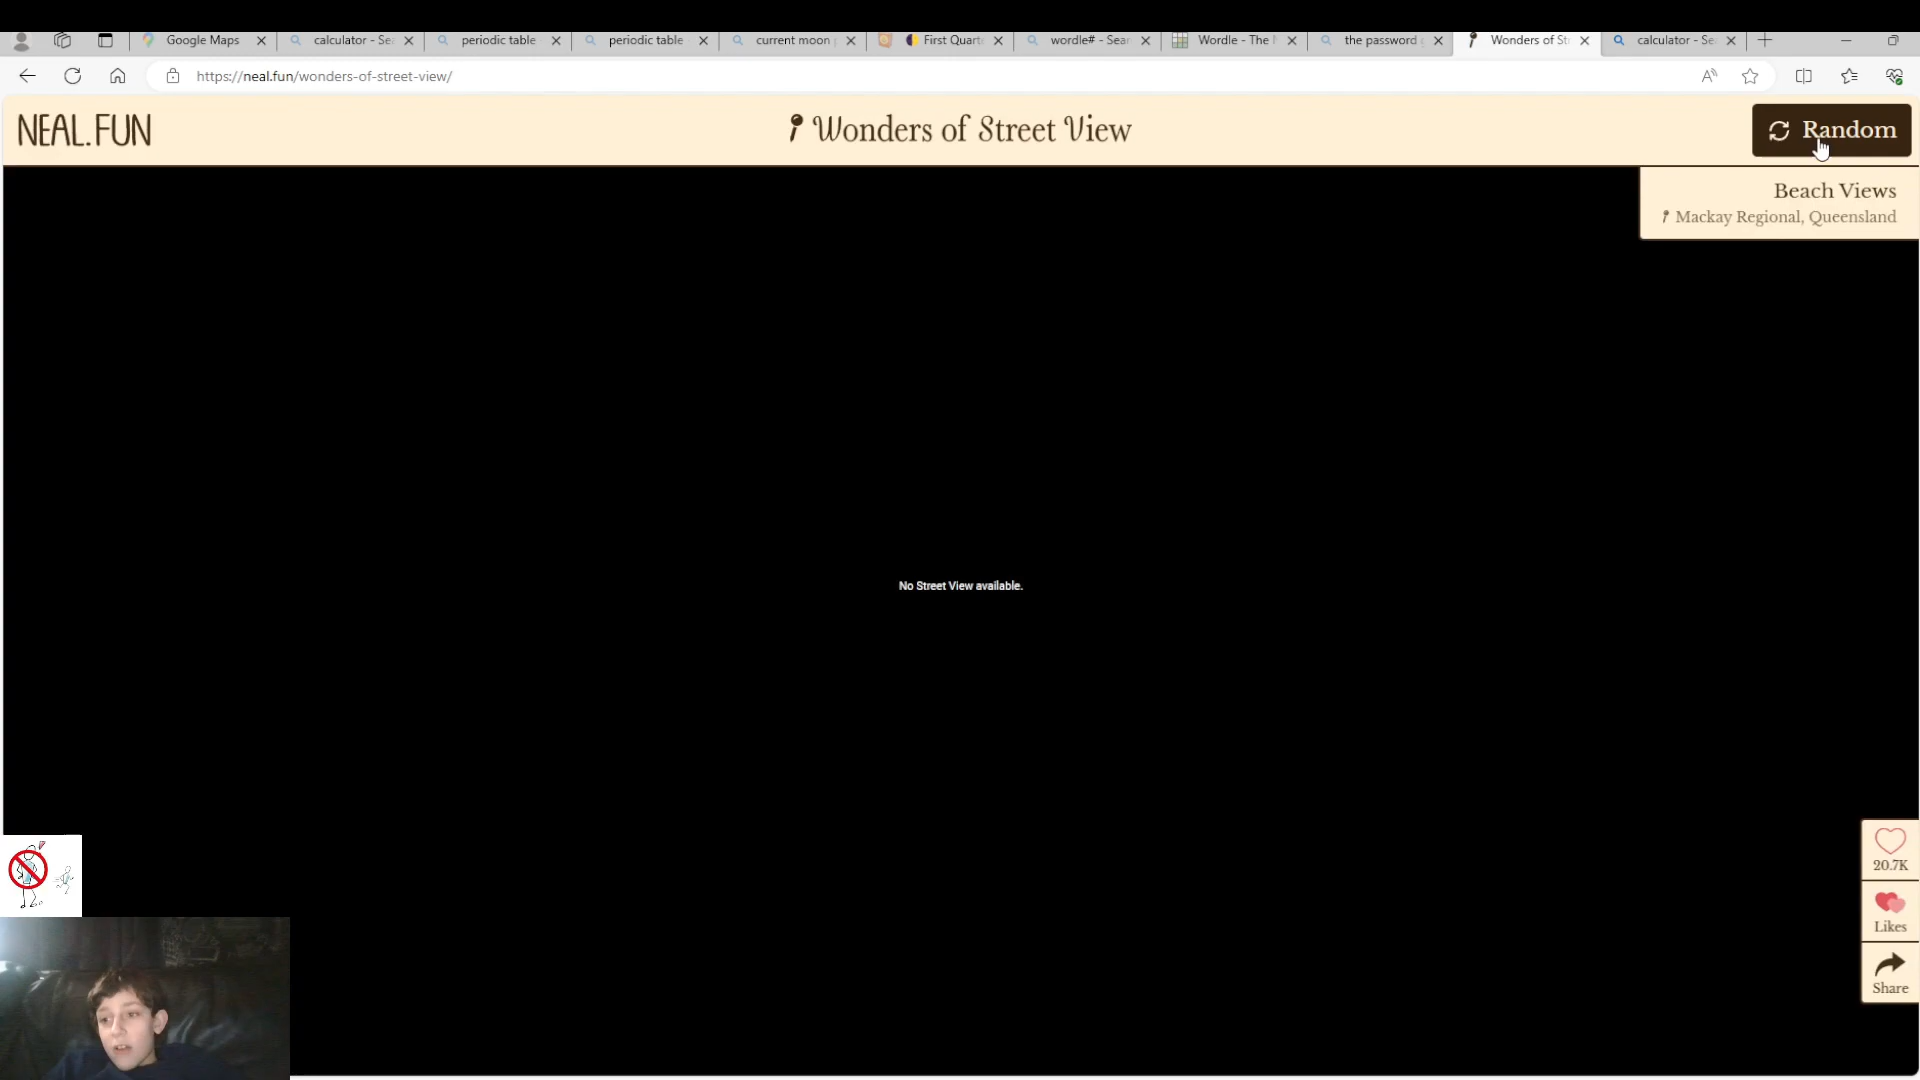 Google Maps
calculator - Se
periodic table
periodic table
current moon
First Quart
wordle# - Sear
Wordle - The
the password
Wonders of St
calculator - Se
https://neal.fun/wonders-of-street-view/
NEAL.FUN
Wonders of Street View
Random
Beach Views
Mackay Regional, Queensland
No Street View available.
20.7K
Likes
Share